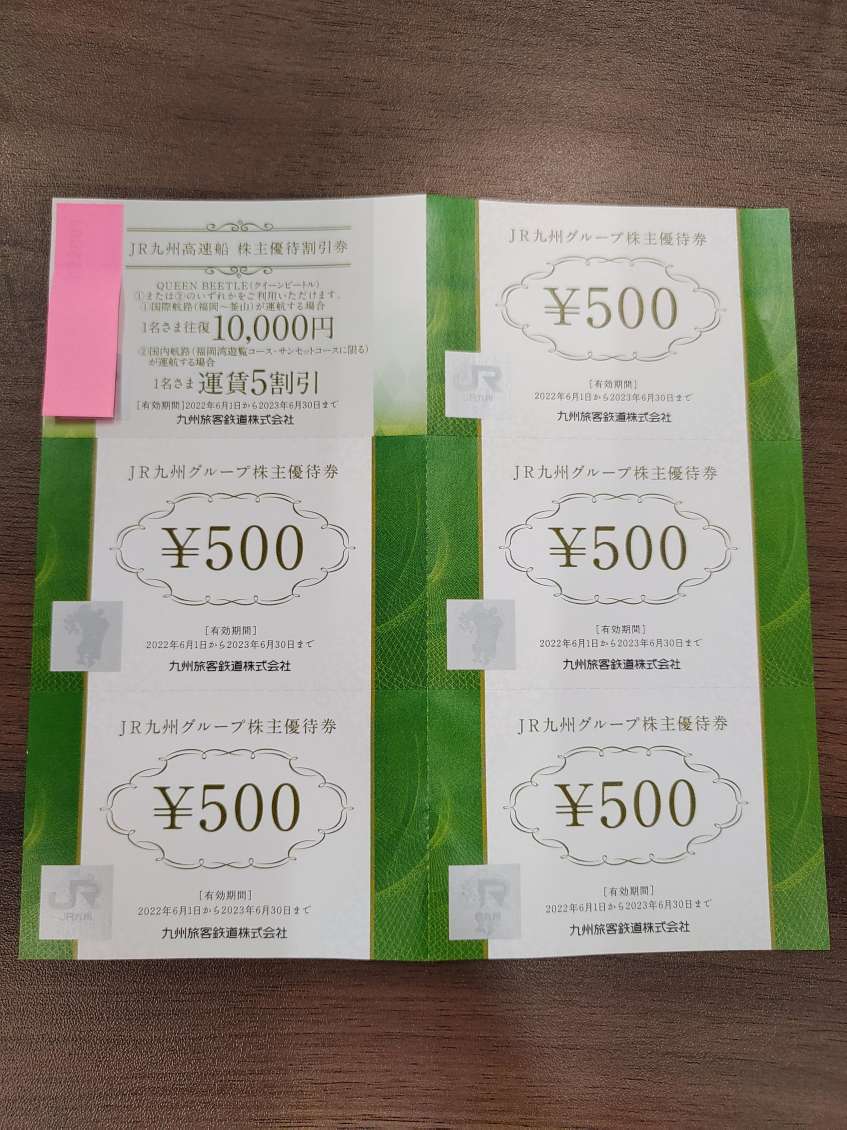 JR九州高速船 株主優待割引券
QUEEN BEETLE(クイーンビートル)
①または②のいずれかをご利用いただけます。
①国際航路(福岡～釜山)が運航する場合
1名さま往復10,000円
②国内航路(福岡湾遊覧コース・サンセットコースに限る)
が運航する場合
1名さま 運賃5割引
[有効期間]2022年6月1日から2023年6月30日まで
九州旅客鉄道株式会社
JR九州グループ株主優待券
¥500
JR九州
[有効期間]
2022年6月1日から2023年6月30日まで
九州旅客鉄道株式会社
JR九州グループ株主優待券
¥500
[有効期間]
2022年6月1日から2023年6月30日まで
九州旅客鉄道株式会社
JR九州グループ株主優待券
¥500
[有効期間]
2022年6月1日から2023年6月30日まで
九州旅客鉄道株式会社
JR九州グループ株主優待券
¥500
JR九州
[有効期間]
2022年6月1日から2023年6月30日まで
九州旅客鉄道株式会社
JR九州グループ株主優待券
¥500
JR
[有効期間]
2022年6月1日から2023年6月30日まで
九州旅客鉄道株式会社